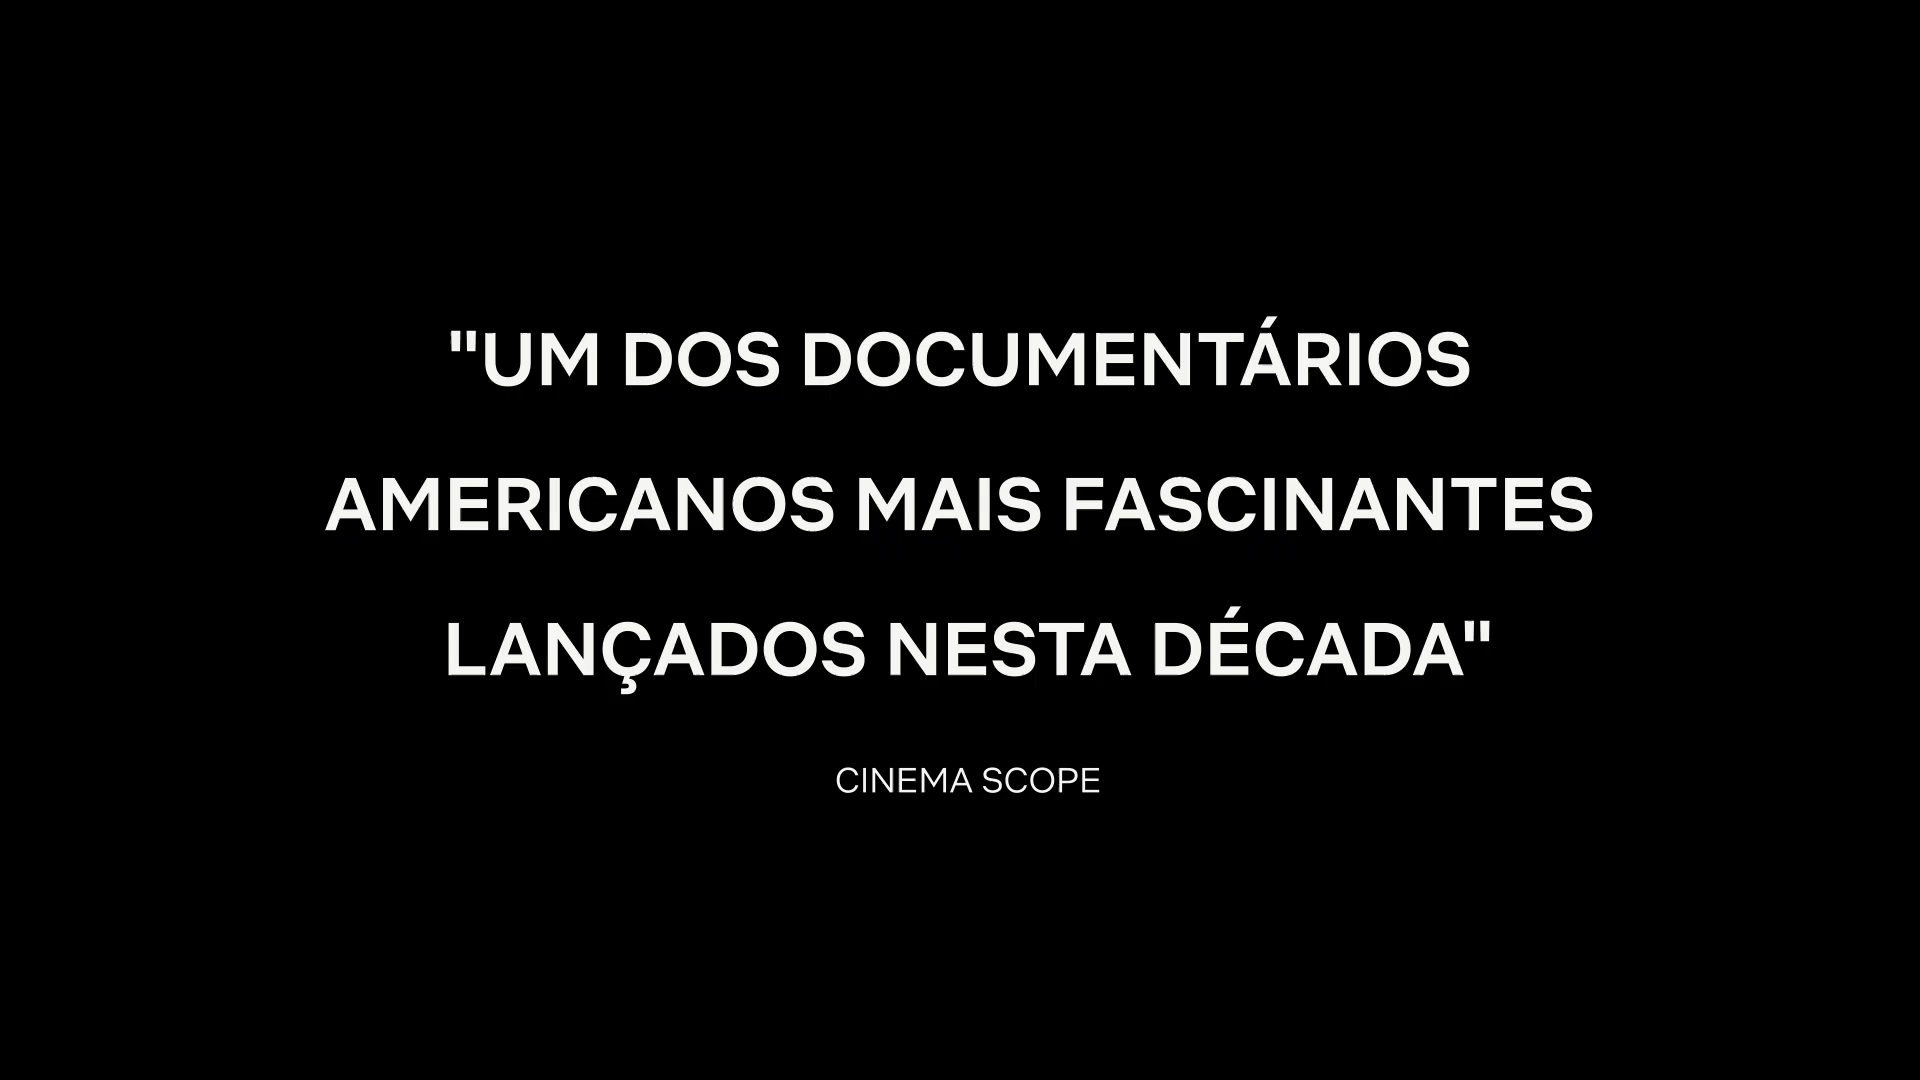 "UM DOS DOCUMENTÁRIOS
AMERICANOS MAIS FASCINANTES
LANÇADOS NESTA DÉCADA"
CINEMA SCOPE